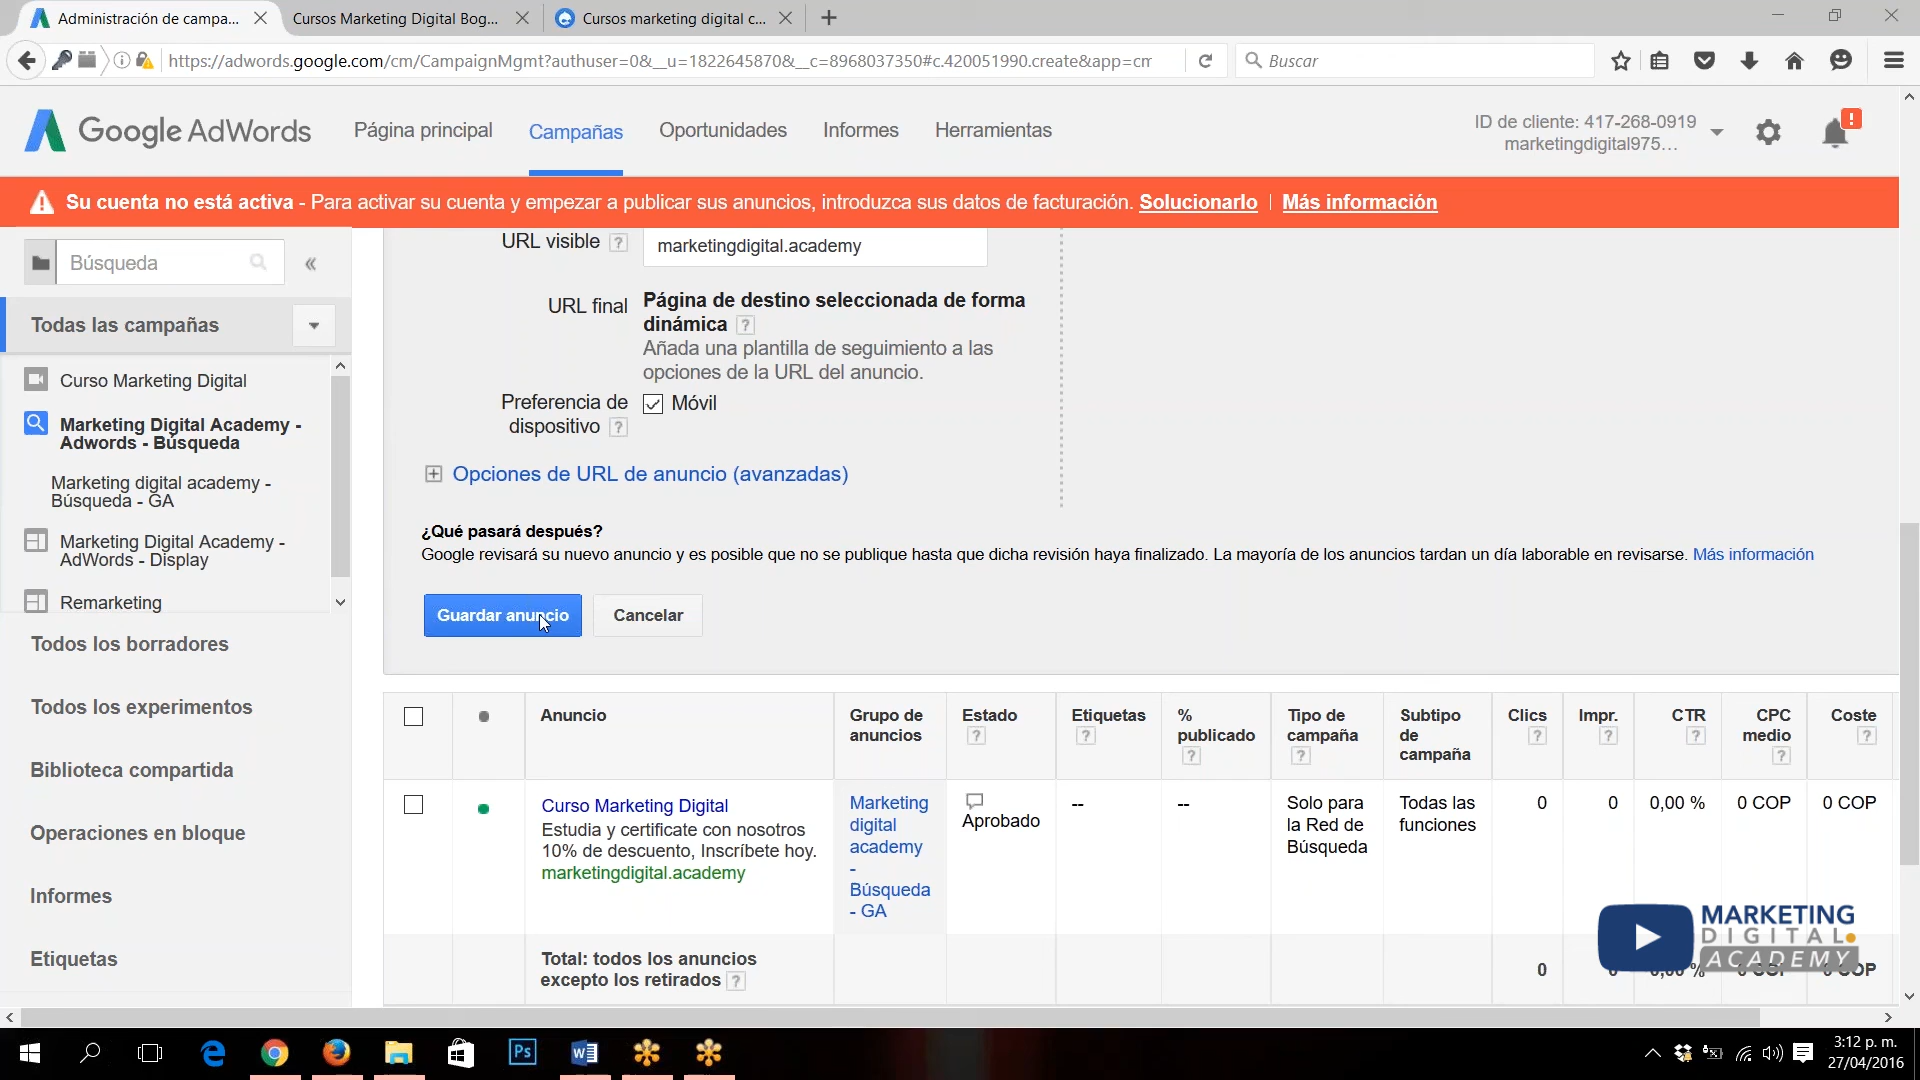 Administración de campa...
Cursos Marketing Digital Bog...
Cursos marketing digital c...
https://adwords.google.com/cm/CampaignMgmt?authuser=0&__u=1822645870&__c=8968037350#c.420051990.create&app=cm
Buscar
Google AdWords
Página principal
Campañas
Oportunidades
Informes
Herramientas
ID de cliente: 417-268-0919
marketingdigital975...
Su cuenta no está activa - Para activar su cuenta y empezar a publicar sus anuncios, introduzca sus datos de facturación. Solucionarlo | Más información
Búsqueda
Todas las campañas
Curso Marketing Digital
Marketing Digital Academy -
Adwords - Búsqueda
Marketing digital academy -
Búsqueda - GA
Marketing Digital Academy -
AdWords - Display
Remarketing
Todos los borradores
Todos los experimentos
Biblioteca compartida
Operaciones en bloque
Informes
Etiquetas
URL visible ?
marketingdigital.academy
URL final
Página de destino seleccionada de forma
dinámica ?
Añada una plantilla de seguimiento a las
opciones de la URL del anuncio.
Preferencia de
dispositivo ?
Móvil
Opciones de URL de anuncio (avanzadas)
¿Qué pasará después?
Google revisará su nuevo anuncio y es posible que no se publique hasta que dicha revisión haya finalizado. La mayoría de los anuncios tardan un día laborable en revisarse. Más información
Guardar anuncio
Cancelar
Anuncio
Grupo de
anuncios
Estado
?
Etiquetas
?
%
publicado
?
Tipo de
campaña
?
Subtipo
de
campaña
Clics
?
Impr.
?
CTR
?
CPC
medio
?
Coste
?
Curso Marketing Digital
Estudia y certificate con nosotros
10% de descuento, Inscríbete hoy.
marketingdigital.academy
Marketing
digital
academy
-
Búsqueda
- GA
Aprobado
--
--
Solo para
la Red de
Búsqueda
Todas las
funciones
0
0
0,00 %
0 COP
0 COP
Total: todos los anuncios
excepto los retirados ?
0
0
0,00 %
0 COP
0 COP
MARKETING
DIGITAL
ACADEMY
Ps
3:12 p. m.
27/04/2016